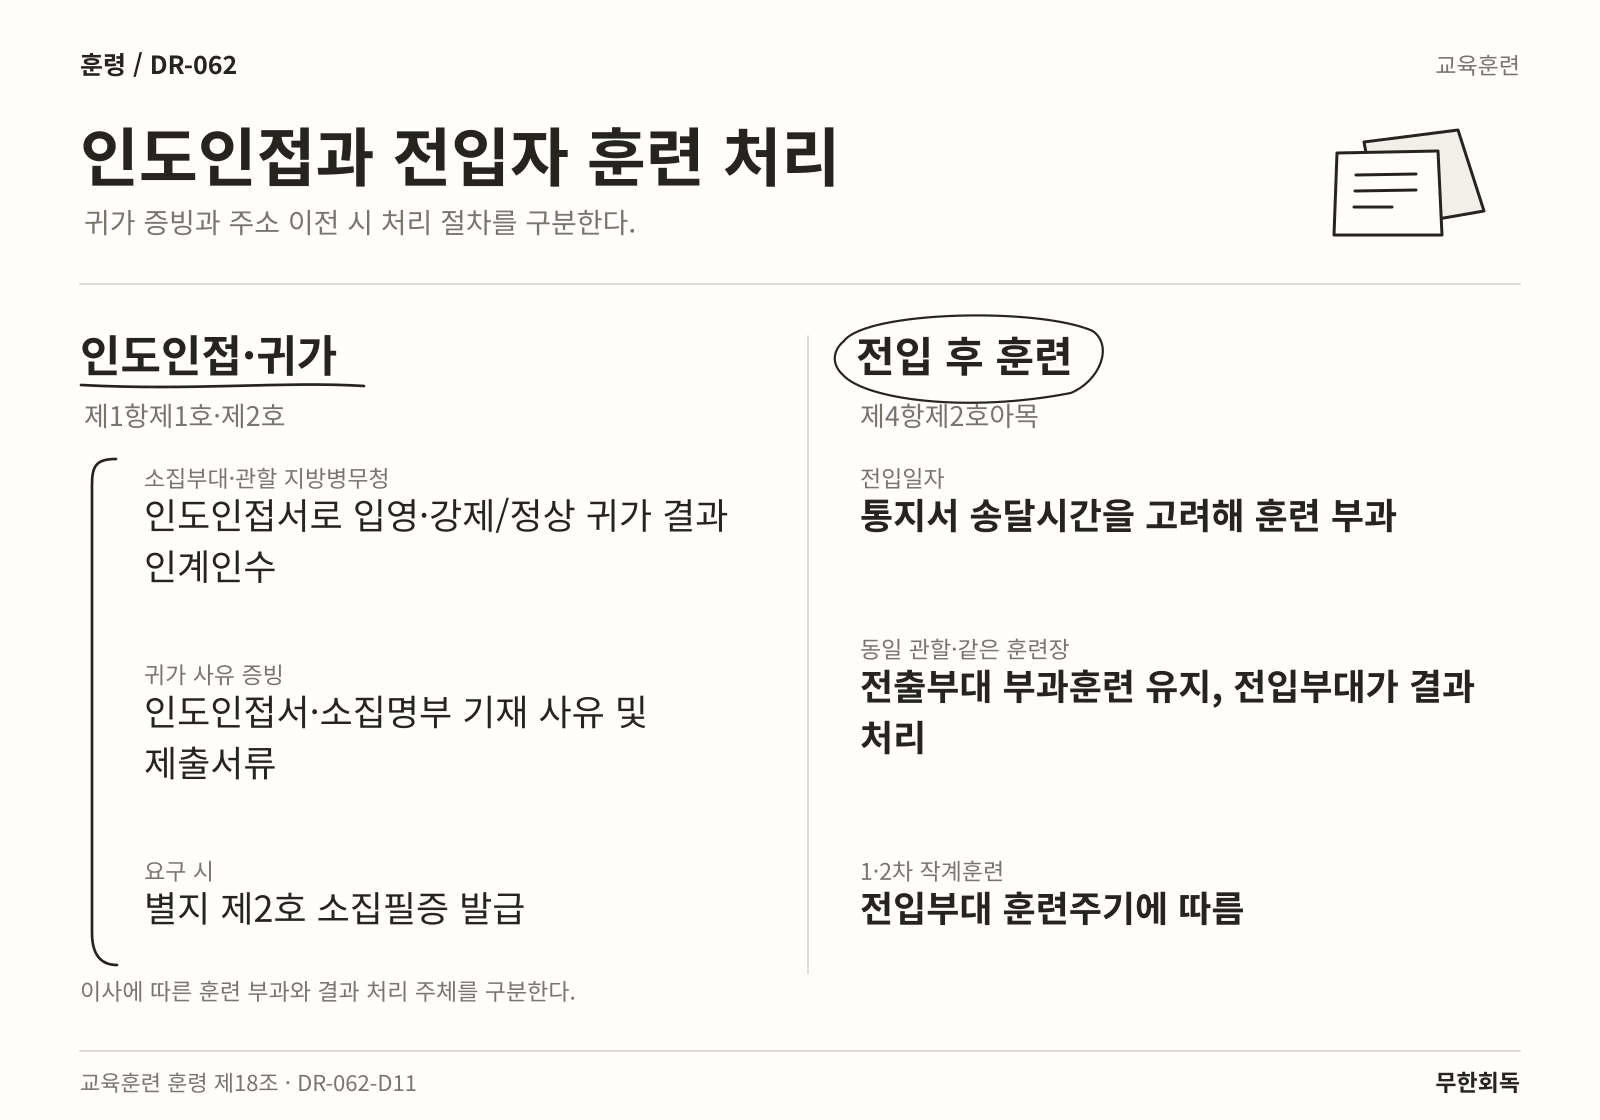 훈령 / DR-062
교육훈련
인도인접과 전입자 훈련 처리
귀가 증빙과 주소 이전 시 처리 절차를 구분한다.
인도인접·귀가
제1항제1호·제2호
소집부대·관할 지방병무청
인도인접서로 입영·강제/정상 귀가 결과
인계인수
귀가 사유 증빙
인도인접서·소집명부 기재 사유 및
제출서류
요구 시
별지 제2호 소집필증 발급
전입 후 훈련
제4항제2호아목
전입일자
통지서 송달시간을 고려해 훈련 부과
동일 관할·같은 훈련장
전출부대 부과훈련 유지, 전입부대가 결과
처리
1·2차 작계훈련
전입부대 훈련주기에 따름
이사에 따른 훈련 부과와 결과 처리 주체를 구분한다.
교육훈련 훈령 제18조 · DR-062-D11
무한회독